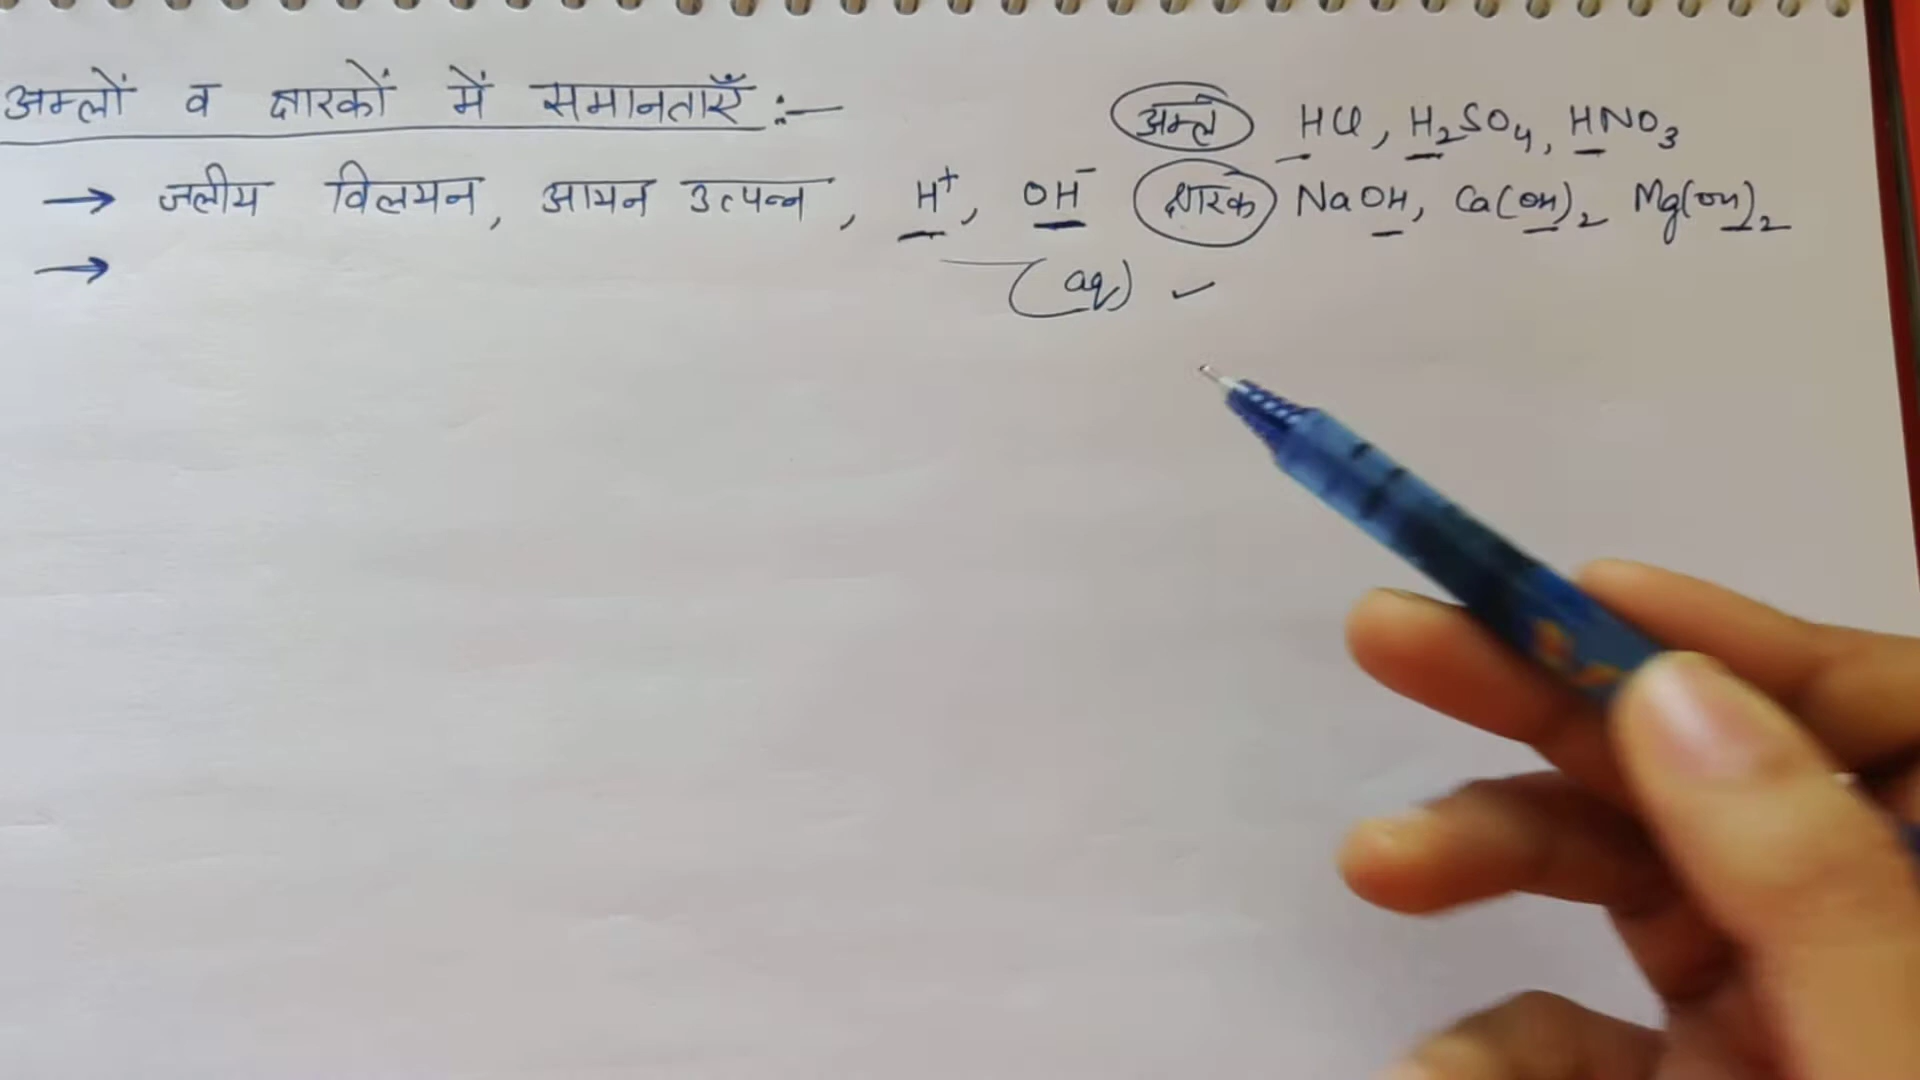 अम्लों व क्षारकों में समानताएँ :-
→ जलीय विलयन, आयन उत्पन्न, H⁺, OH⁻
→
(aq) ✓
अम्ल HCl, H₂SO₄, HNO₃
क्षारक NaOH, Ca(OH)₂ Mg(OH)₂